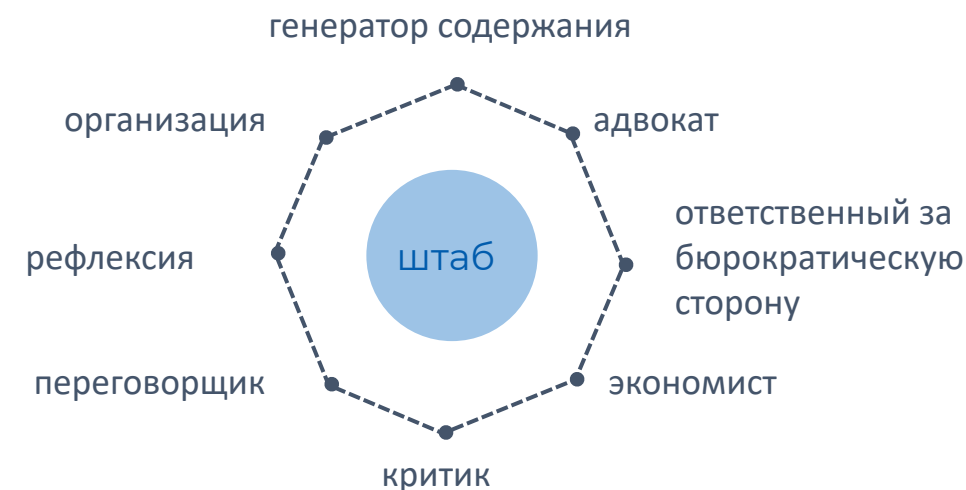 генератор содержания
организация
адвокат
ответственный за
бюрократическую
сторону
рефлексия
штаб
переговорщик
экономист
критик